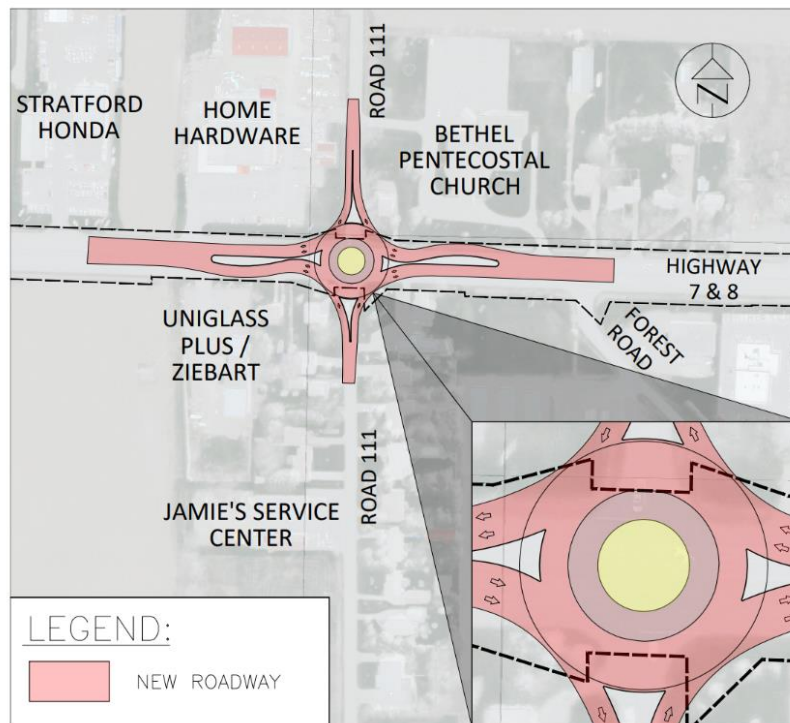 ROAD 111
STRATFORD
HONDA
HOME
HARDWARE
BETHEL
PENTECOSTAL
CHURCH
N
HIGHWAY
7 & 8
FOREST
ROAD
UNIGLASS
PLUS /
ZIEBART
ROAD 111
JAMIE'S SERVICE
CENTER
LEGEND:
NEW ROADWAY